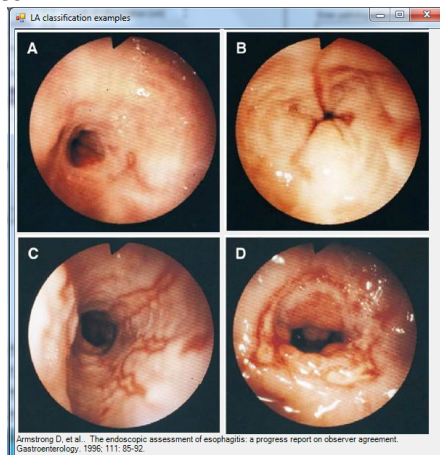 LA classification examples
A
B
C
D
Armstrong D, et al.. The endoscopic assessment of esophagitis: a progress report on observer agreement.
Gastroenterology. 1996; 111: 85-92.